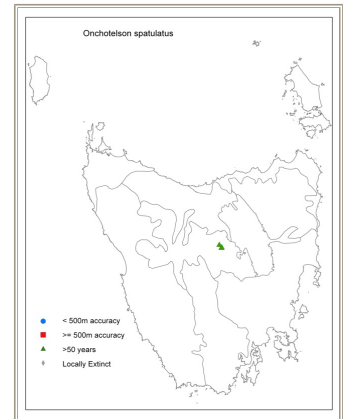 Onchotelson spatulatus
< 500m accuracy
>= 500m accuracy
>50 years
Locally Extinct